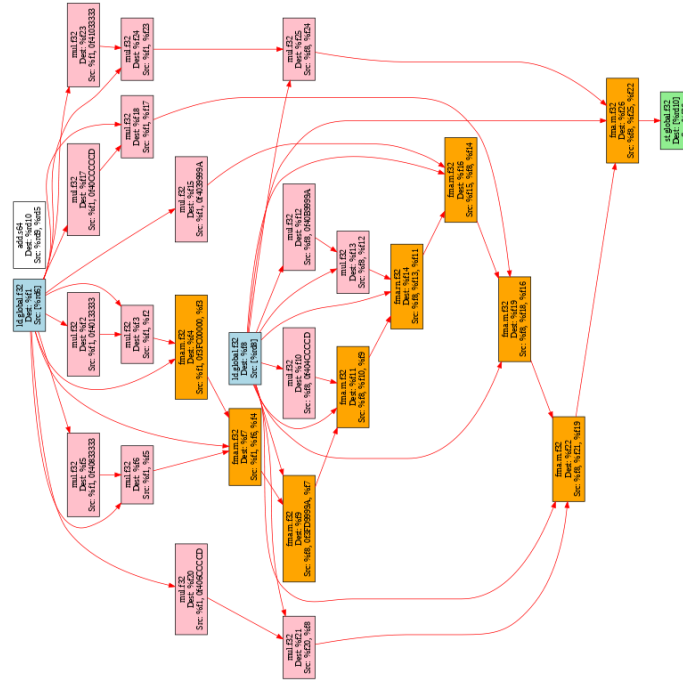 mul.f32
Dest: %f23
Src: %f1, 0f41033333
mul.f32
Dest: %f24
Src: %f1, %f23
mul.f32
Dest: %f25
Src: %f8, %f24
fma.rn.f32
Dest: %f26
Src: %f8, %f25, %f22
st.global.f32
Dest: [%rd10]
mul.f32
Dest: %f17
Src: %f1, 0f40CCCCCD
mul.f32
Dest: %f18
Src: %f1, %f17
mul.f32
Dest: %f15
Src: %f1, 0f4039999A
fma.rn.f32
Dest: %f16
Src: %f15, %f8, %f14
add.s64
Dest: %rd10
Src: %rd9, %rd5
mul.f32
Dest: %f12
Src: %f8, 0f40B9999A
mul.f32
Dest: %f13
Src: %f8, %f12
fma.rn.f32
Dest: %f14
Src: %f8, %f13, %f11
ld.global.f32
Dest: %f1
Src: [%rd6]
mul.f32
Dest: %f2
Src: %f1, 0f40133333
mul.f32
Dest: %f3
Src: %f1, %f2
fma.rn.f32
Dest: %f4
Src: %f1, 0f3FC00000, %f3
ld.global.f32
Dest: %f8
Src: [%rd8]
mul.f32
Dest: %f10
Src: %f8, 0f404CCCCD
fma.rn.f32
Dest: %f11
Src: %f8, %f10, %f9
fma.rn.f32
Dest: %f19
Src: %f8, %f18, %f16
mul.f32
Dest: %f5
Src: %f1, 0f40833333
mul.f32
Dest: %f6
Src: %f1, %f5
fma.rn.f32
Dest: %f7
Src: %f1, %f6, %f4
fma.rn.f32
Dest: %f9
Src: %f8, 0f3FD9999A, %f7
fma.rn.f32
Dest: %f22
Src: %f8, %f21, %f19
mul.f32
Dest: %f20
Src: %f1, 0f406CCCCD
mul.f32
Dest: %f21
Src: %f20, %f8